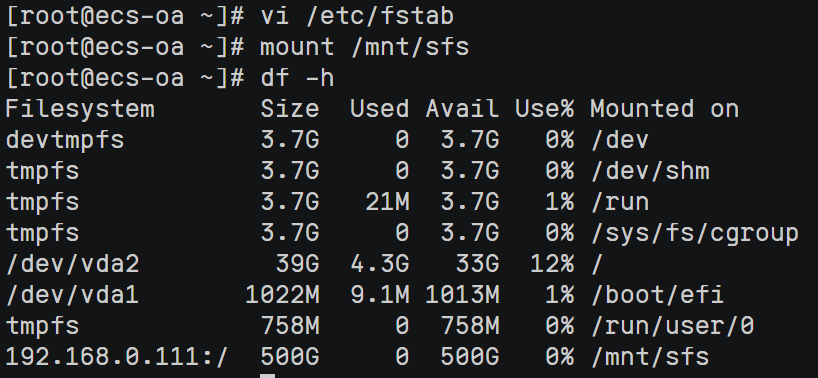 [root@ecs-oa ~]# vi /etc/fstab
[root@ecs-oa ~]# mount /mnt/sfs
[root@ecs-oa ~]# df -h
Filesystem       Size  Used Avail Use% Mounted on
devtmpfs         3.7G     0  3.7G   0% /dev
tmpfs            3.7G     0  3.7G   0% /dev/shm
tmpfs            3.7G   21M  3.7G   1% /run
tmpfs            3.7G     0  3.7G   0% /sys/fs/cgroup
/dev/vda2         39G  4.3G   33G  12% /
/dev/vda1       1022M  9.1M 1013M   1% /boot/efi
tmpfs            758M     0  758M   0% /run/user/0
192.168.0.111:/  500G     0  500G   0% /mnt/sfs